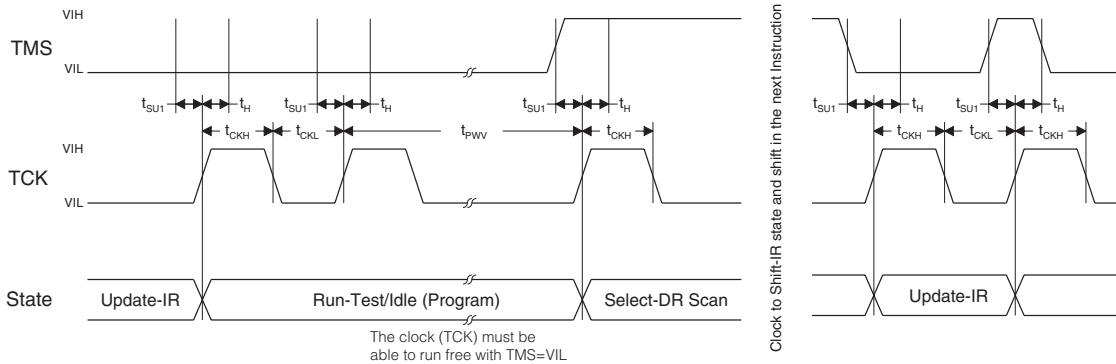 VIH
TMS
VIL
tSU1 tH tSU1 tH tSU1 tH tSU1 tH tSU1 tH
tCKH tCKL tPWV tCKH tCKH tCKL tCKH
VIH
TCK
VIL
State Update-IR Run-Test/Idle (Program) Select-DR Scan Update-IR
The clock (TCK) must be
able to run free with TMS=VIL
Clock to Shift-IR state and shift in the next Instruction